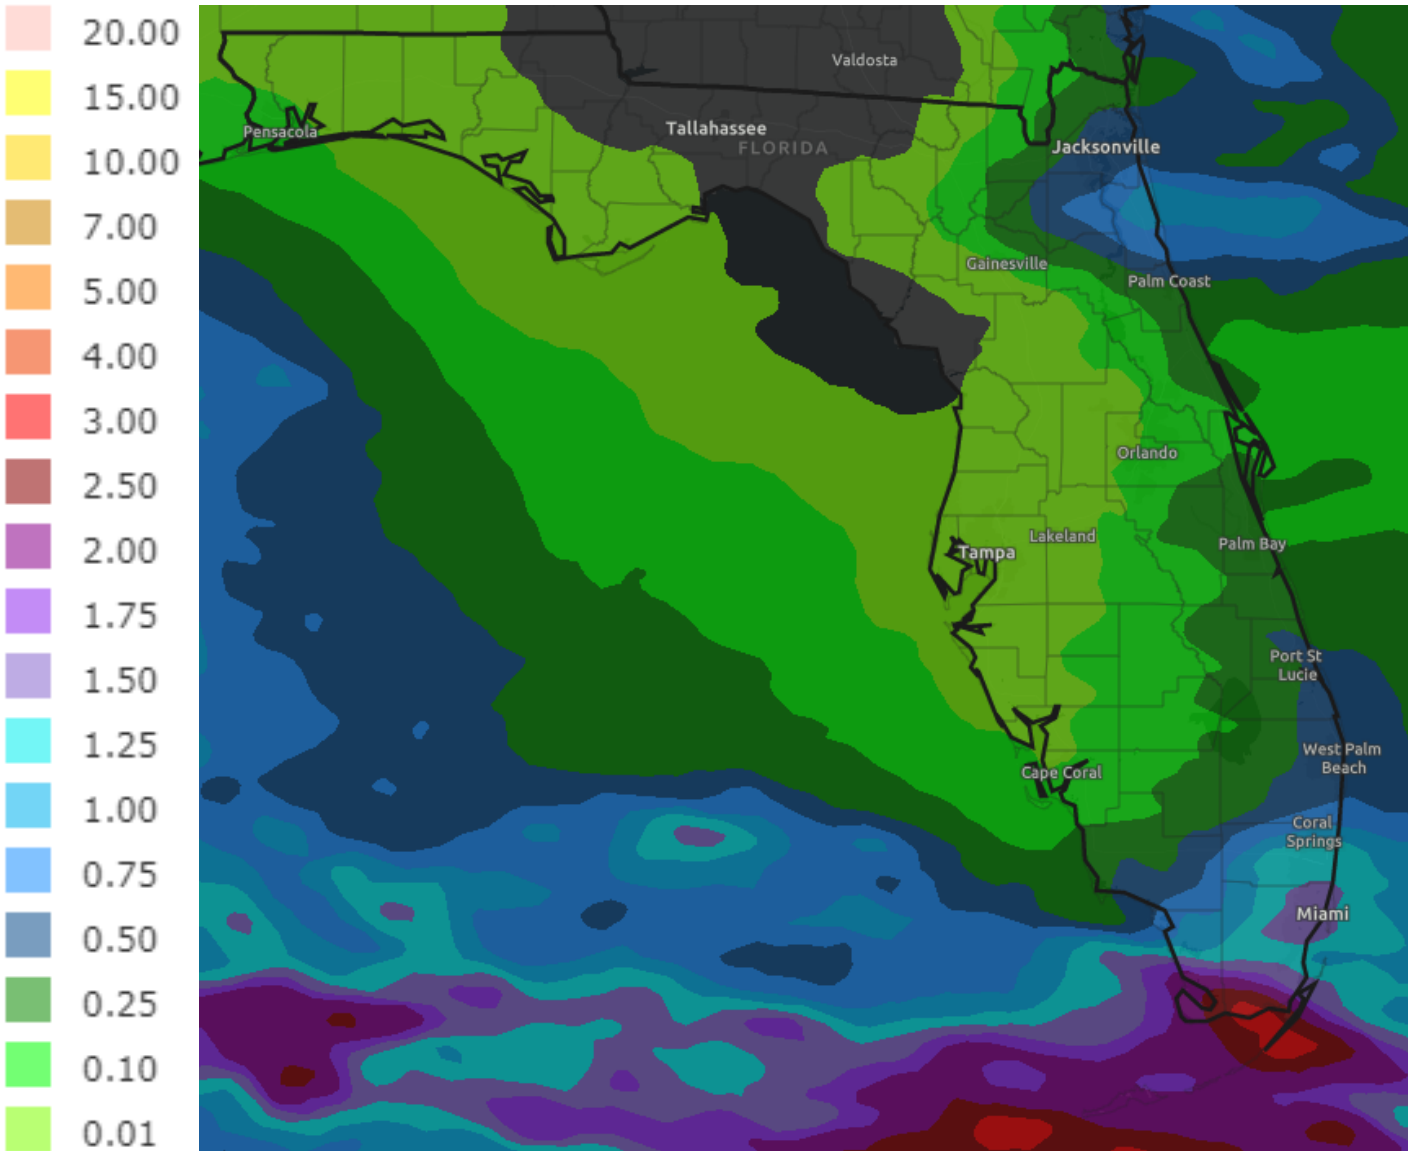 20.00
15.00
10.00
7.00
5.00
4.00
3.00
2.50
2.00
1.75
1.50
1.25
1.00
0.75
0.50
0.25
0.10
0.01
Valdosta
Pensacola
Tallahassee
FLORIDA
Jacksonville
Gainesville
Palm Coast
Orlando
Lakeland
Tampa
Palm Bay
Port St
Lucie
West Palm
Beach
Cape Coral
Coral
Springs
Miami